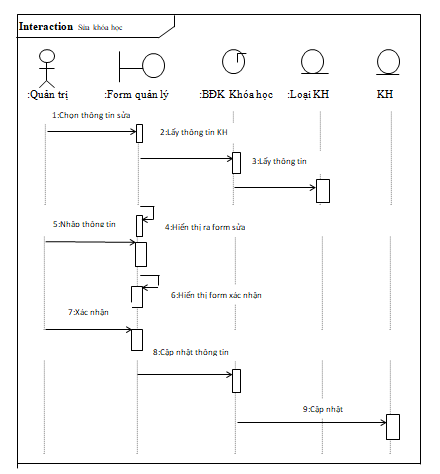 Interaction Sửa khóa học
:Quản trị :Form quản lý :BĐK Khóa học :Loại KH KH
1:Chọn thông tin sửa
2:Lấy thông tin KH
3:Lấy thông tin
5:Nhâo thông tin
4:Hiển thị ra form sửa
6:Hiển thị form xác nhận
7:Xác nhận
8:Cập nhật thông tin
9:Cập nhật